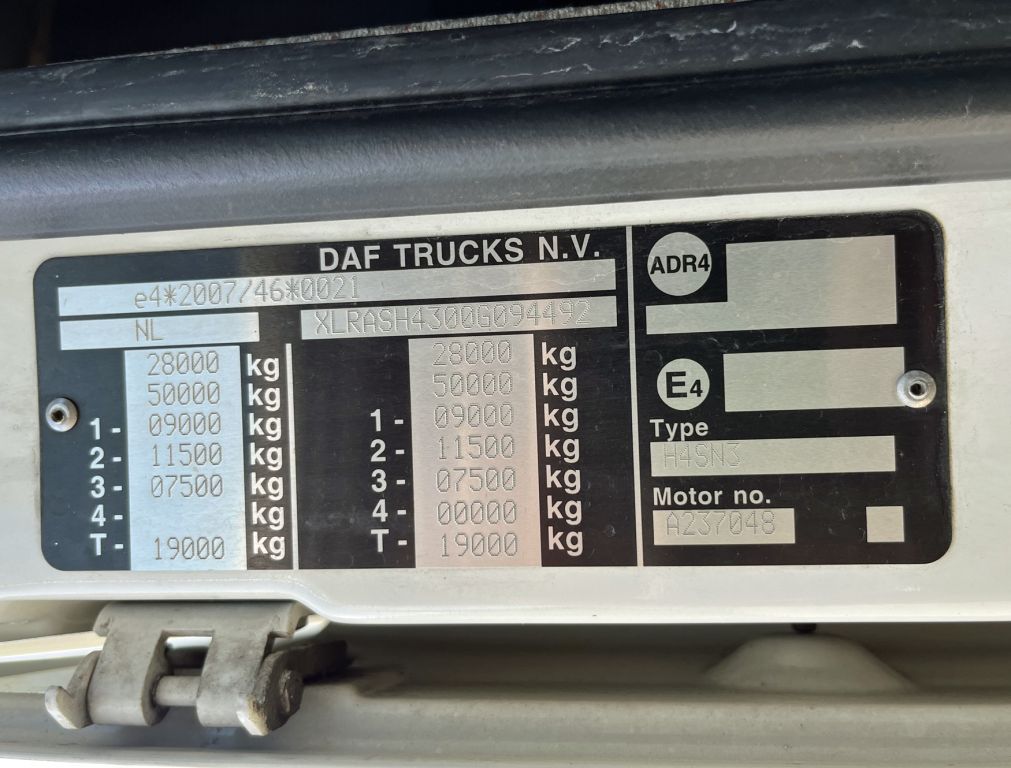 DAF TRUCKS N.V.
e4*2007/46*0021
NL XLRASH4300G094492
28000 kg 28000 kg
50000 kg 50000 kg
1- 09000 kg 1- 09000 kg
2- 11500 kg 2- 11500 kg
3- 07500 kg 3- 07500 kg
4- kg 4- 00000 kg
T- 19000 kg T- 19000 kg
ADR4
E4
Type
H4SN3
Motor no.
A237048